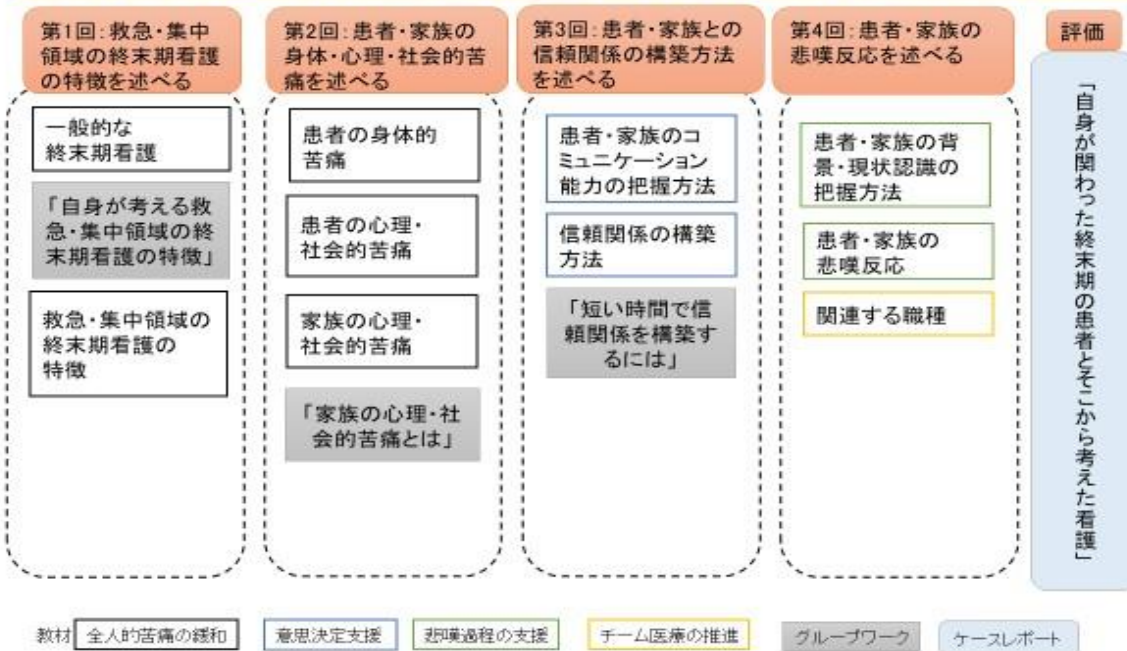 第1回:救急・集中
領域の終末期看護
の特徴を述べる
一般的な
終末期看護
「自身が考える救
急・集中領域の終
末期看護の特徴」
救急・集中領域の
終末期看護の
特徴
第2回:患者・家族の
身体・心理・社会的苦
痛を述べる
患者の身体的
苦痛
患者の心理・
社会的苦痛
家族の心理・
社会的苦痛
「家族の心理・社
会的苦痛とは」
第3回:患者・家族との
信頼関係の構築方法
を述べる
患者・家族のコ
ミュニケーション
能力の把握方法
信頼関係の構築
方法
「短い時間で信
頼関係を構築す
るには」
第4回:患者・家族の
悲嘆反応を述べる
患者・家族の背
景・現状認識の
把握方法
患者・家族の
悲嘆反応
関連する職種
評価
「自身が関わった終末期の患者とそこから考えた看護」
教材 全人的苦痛の緩和 意思決定支援 悲嘆過程の支援 チーム医療の推進 グループワーク ケースレポート